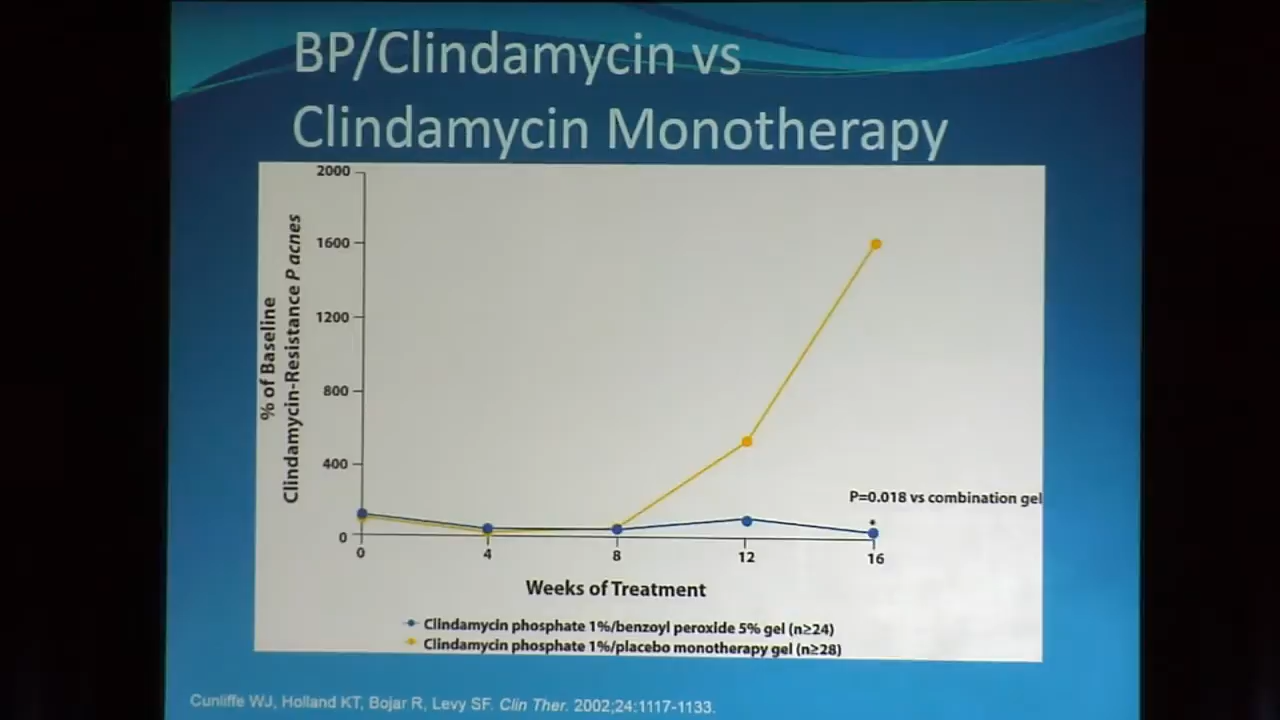 BP/Clindamycin vs
Clindamycin Monotherapy
% of Baseline
Clindamycin-Resistance P acnes
2000
1600
1200
800
400
0
0 4 8 12 16
P=0.018 vs combination gel
*
Weeks of Treatment
Clindamycin phosphate 1%/benzoyl peroxide 5% gel (n≥24)
Clindamycin phosphate 1%/placebo monotherapy gel (n≥28)
Cunliffe WJ, Holland KT, Bojar R, Levy SF. Clin Ther. 2002;24:1117-1133.